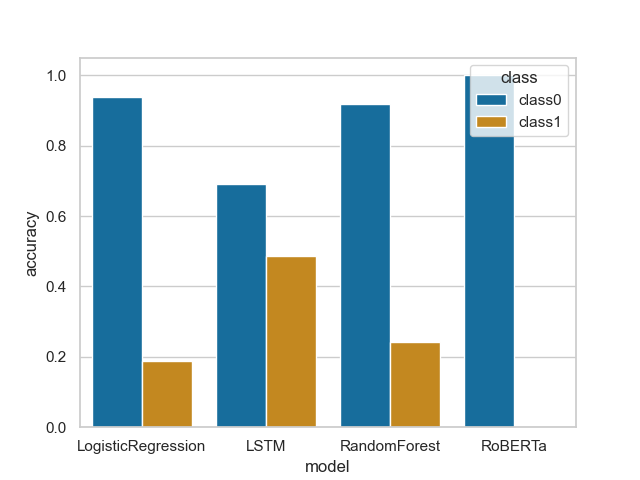 1.0
0.8
0.6
0.4
0.2
0.0
accuracy
class
class0
class1
LogisticRegression LSTM RandomForest RoBERTa
model